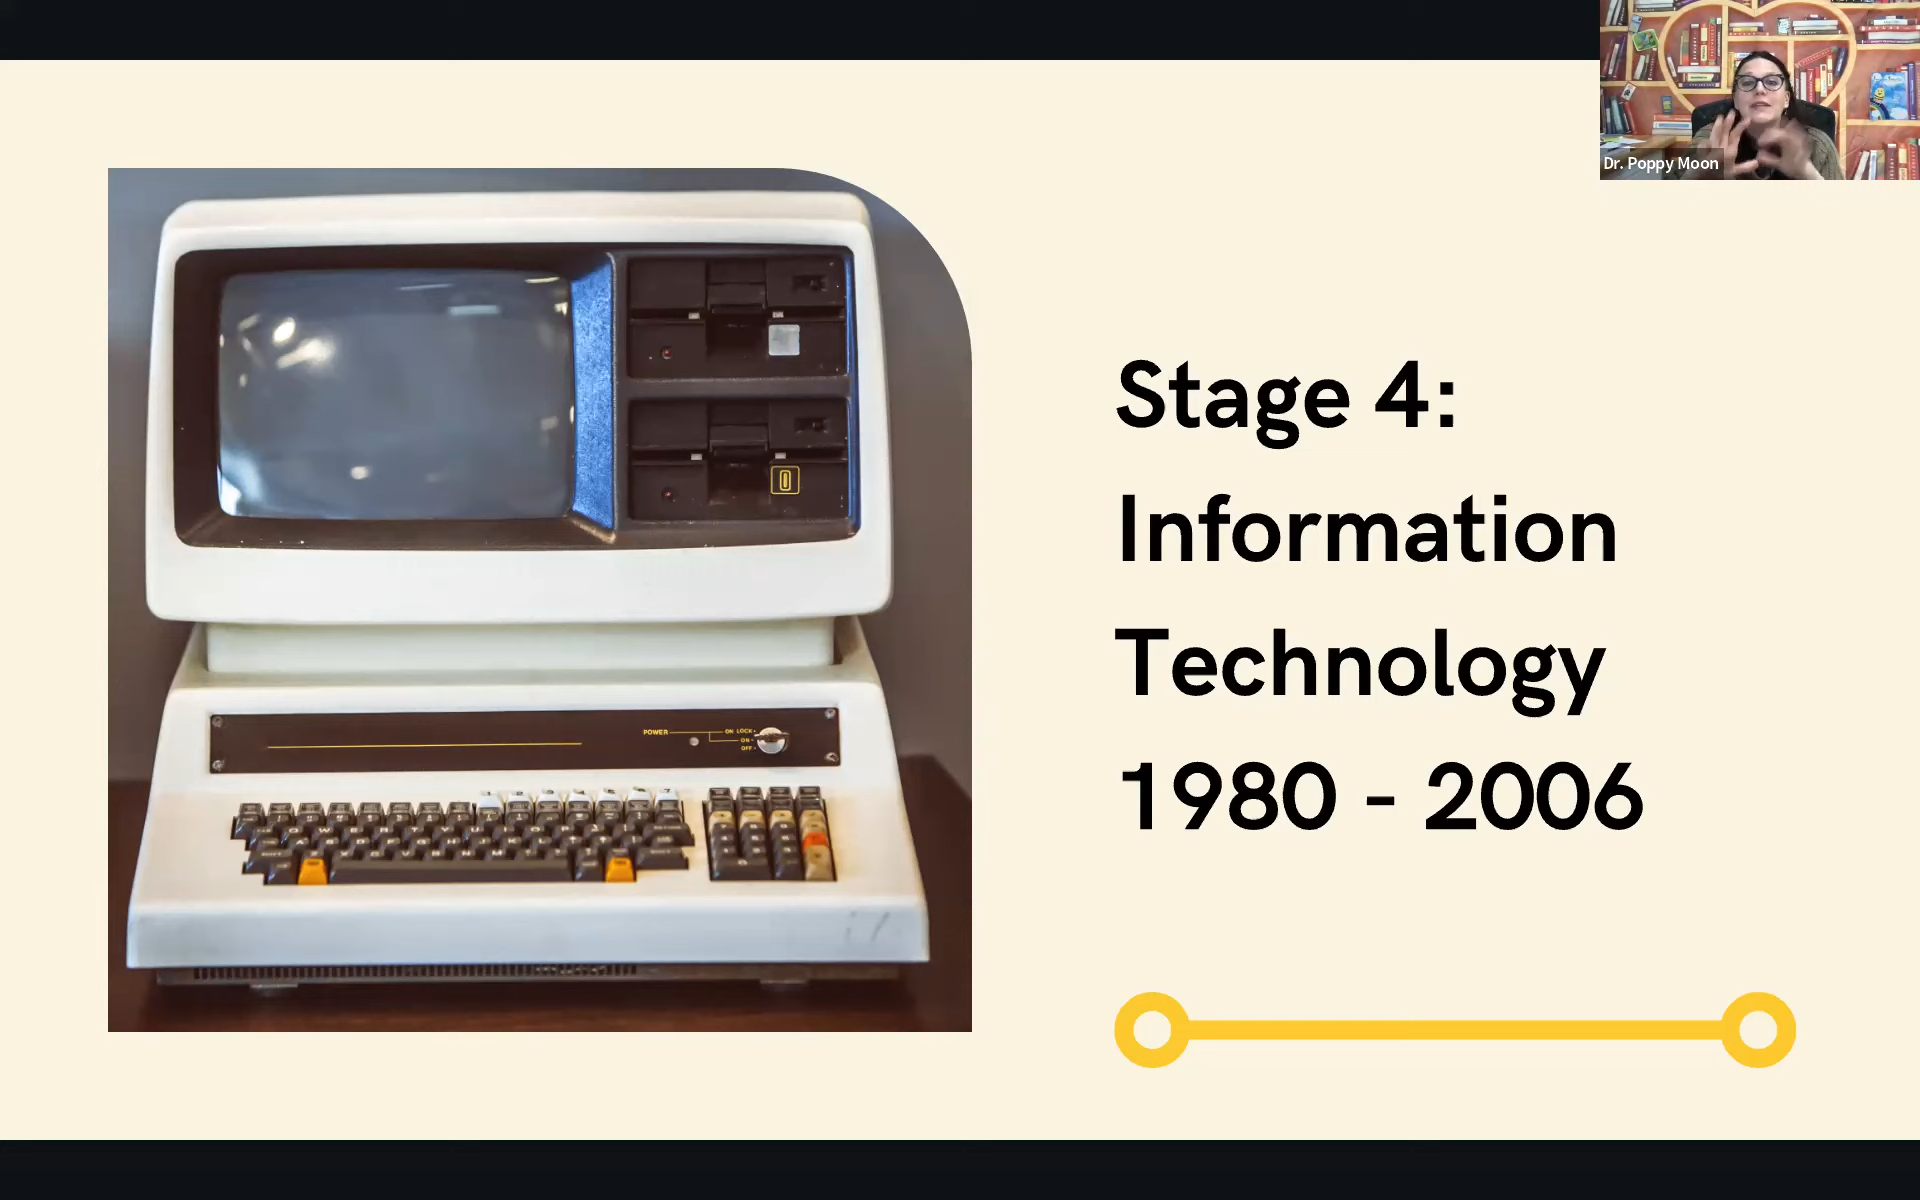 Dr. Poppy Moon
POWER
ON LOCK
ON
OFF
Stage 4:
Information
Technology
1980 - 2006